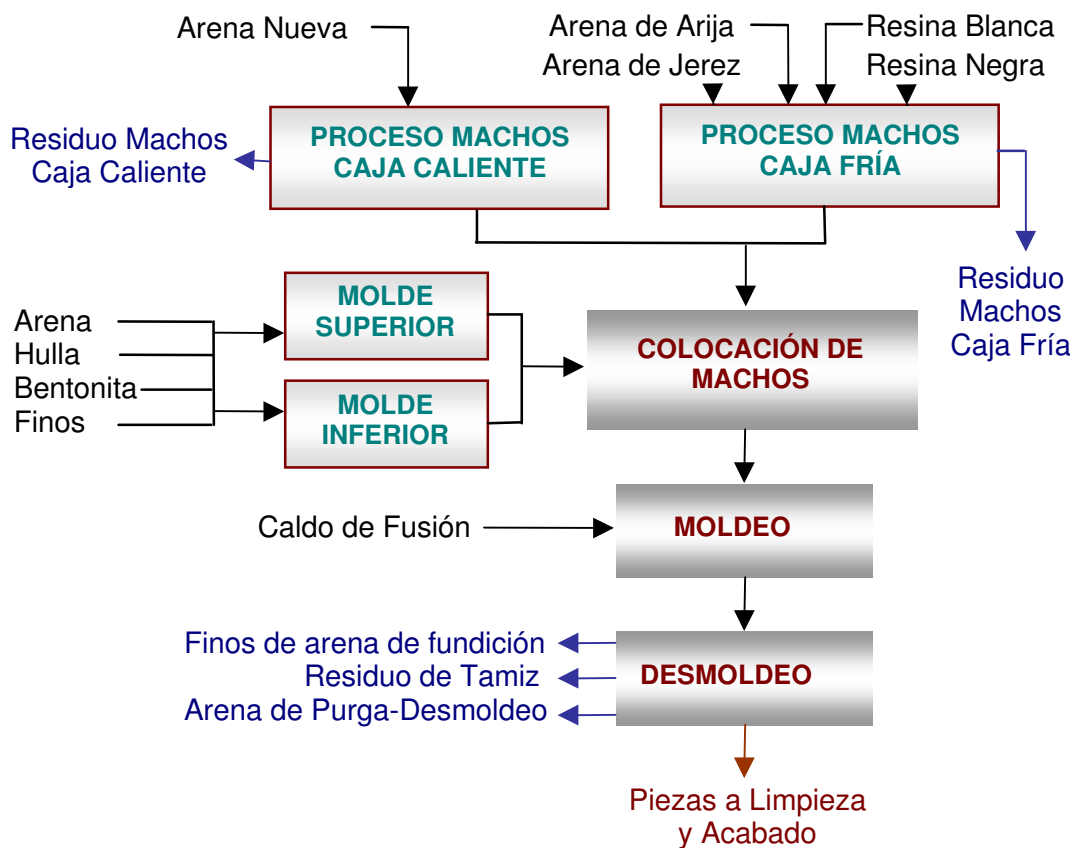 Arena Nueva
Arena de Arija
Resina Blanca
Arena de Jerez
Resina Negra
Residuo Machos
Caja Caliente
PROCESO MACHOS
CAJA CALIENTE
PROCESO MACHOS
CAJA FRÍA
Residuo
Machos
Caja Fría
Arena
Hulla
Bentonita
Finos
MOLDE
SUPERIOR
MOLDE
INFERIOR
COLOCACIÓN DE
MACHOS
Caldo de Fusión
MOLDEO
Finos de arena de fundición
Residuo de Tamiz
Arena de Purga-Desmoldeo
DESMOLDEO
Piezas a Limpieza
y Acabado